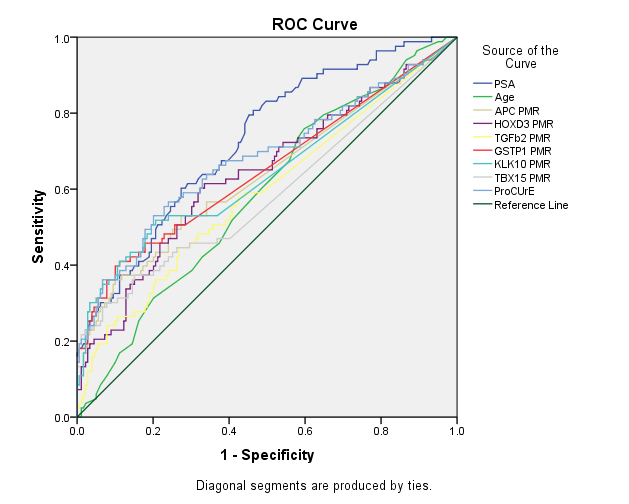 ROC Curve
Sensitivity
1.0
0.8
0.6
0.4
0.2
0.0
0.0
0.2
0.4
0.6
0.8
1.0
1 - Specificity
Source of the
Curve
PSA
Age
APC PMR
HOXD3 PMR
TGFb2 PMR
GSTP1 PMR
KLK10 PMR
TBX15 PMR
ProCUrE
Reference Line
Diagonal segments are produced by ties.